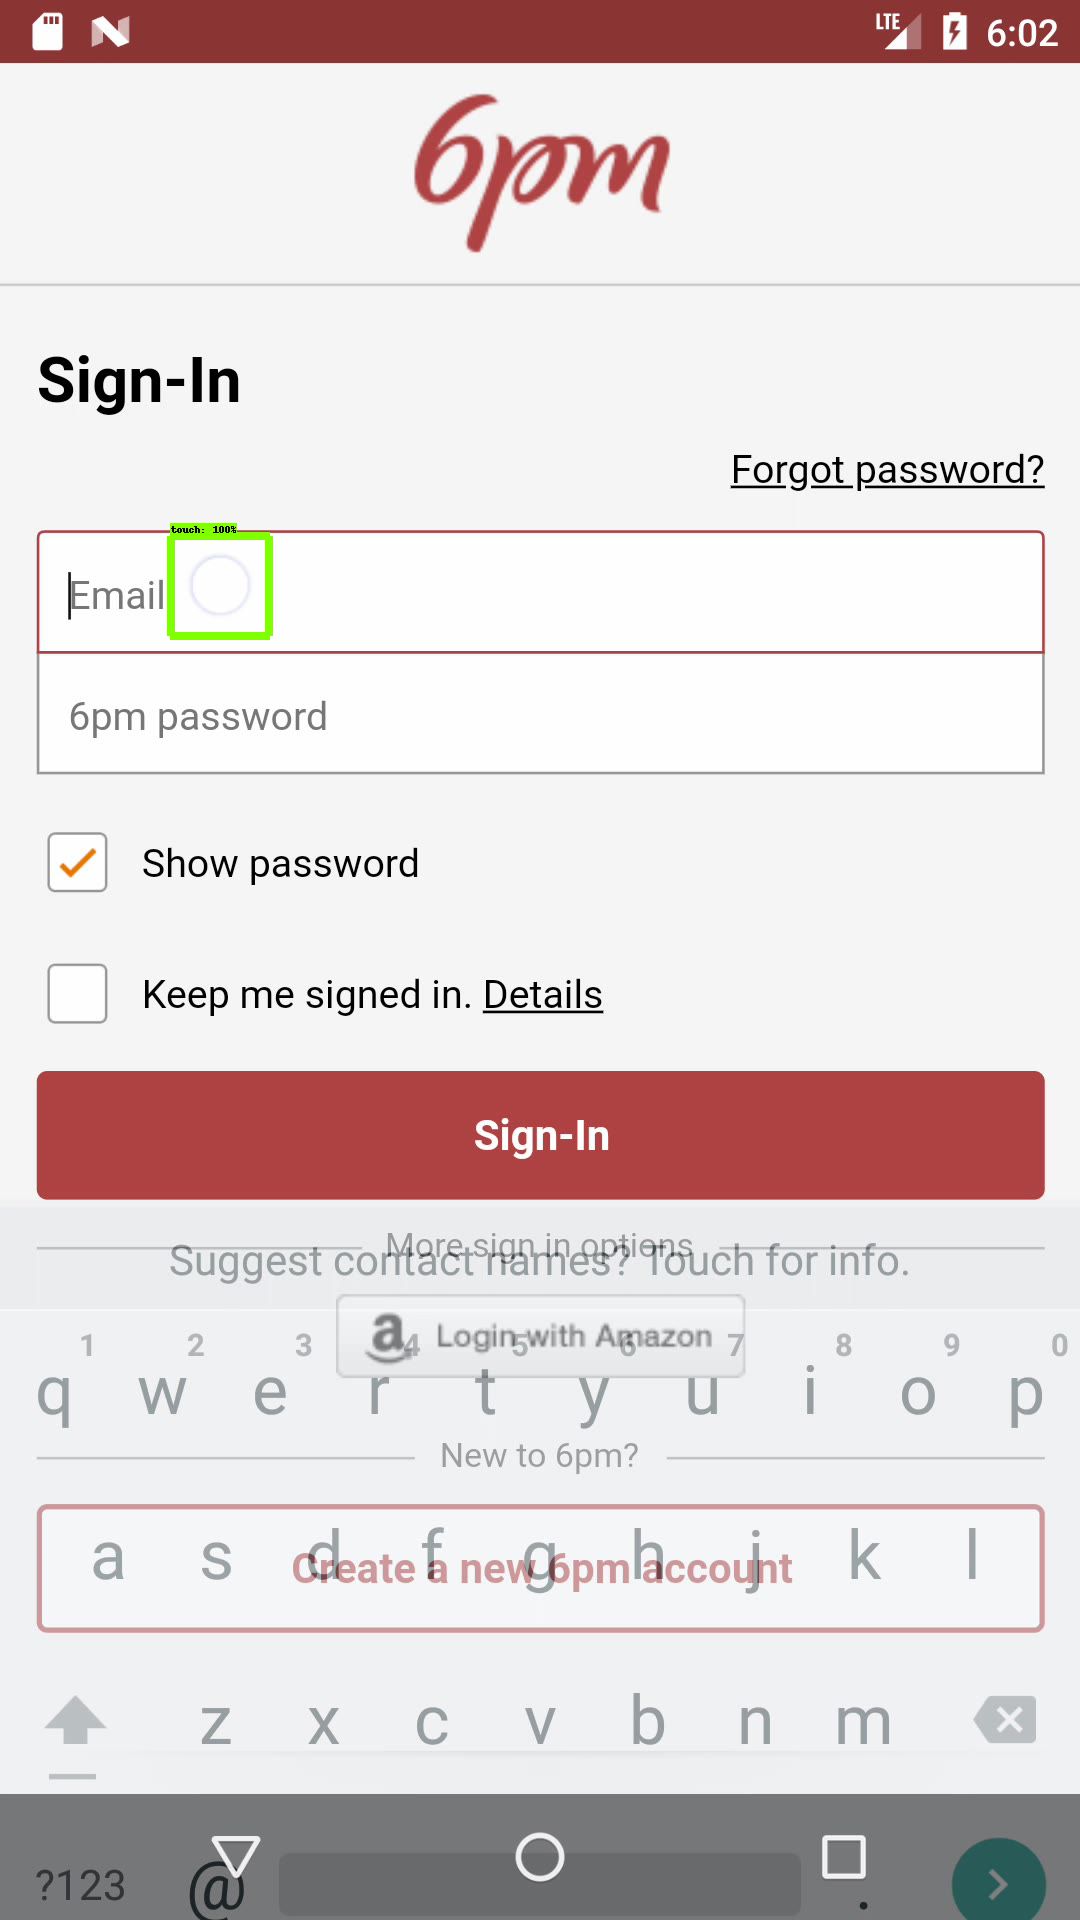 LTE 6:02
6pm
Sign-In
Forgot password?
touch: 100%
Email
6pm password
Show password
Keep me signed in. Details
Sign-In
More sign in options
Suggest contact names? Touch for info.
a Login with Amazon
1 2 3 4 5 6 7 8 9 0
q w e r t y u i o p
New to 6pm?
a s d f g h j k l
Create a new 6pm account
z x c v b n m
?123 @ .